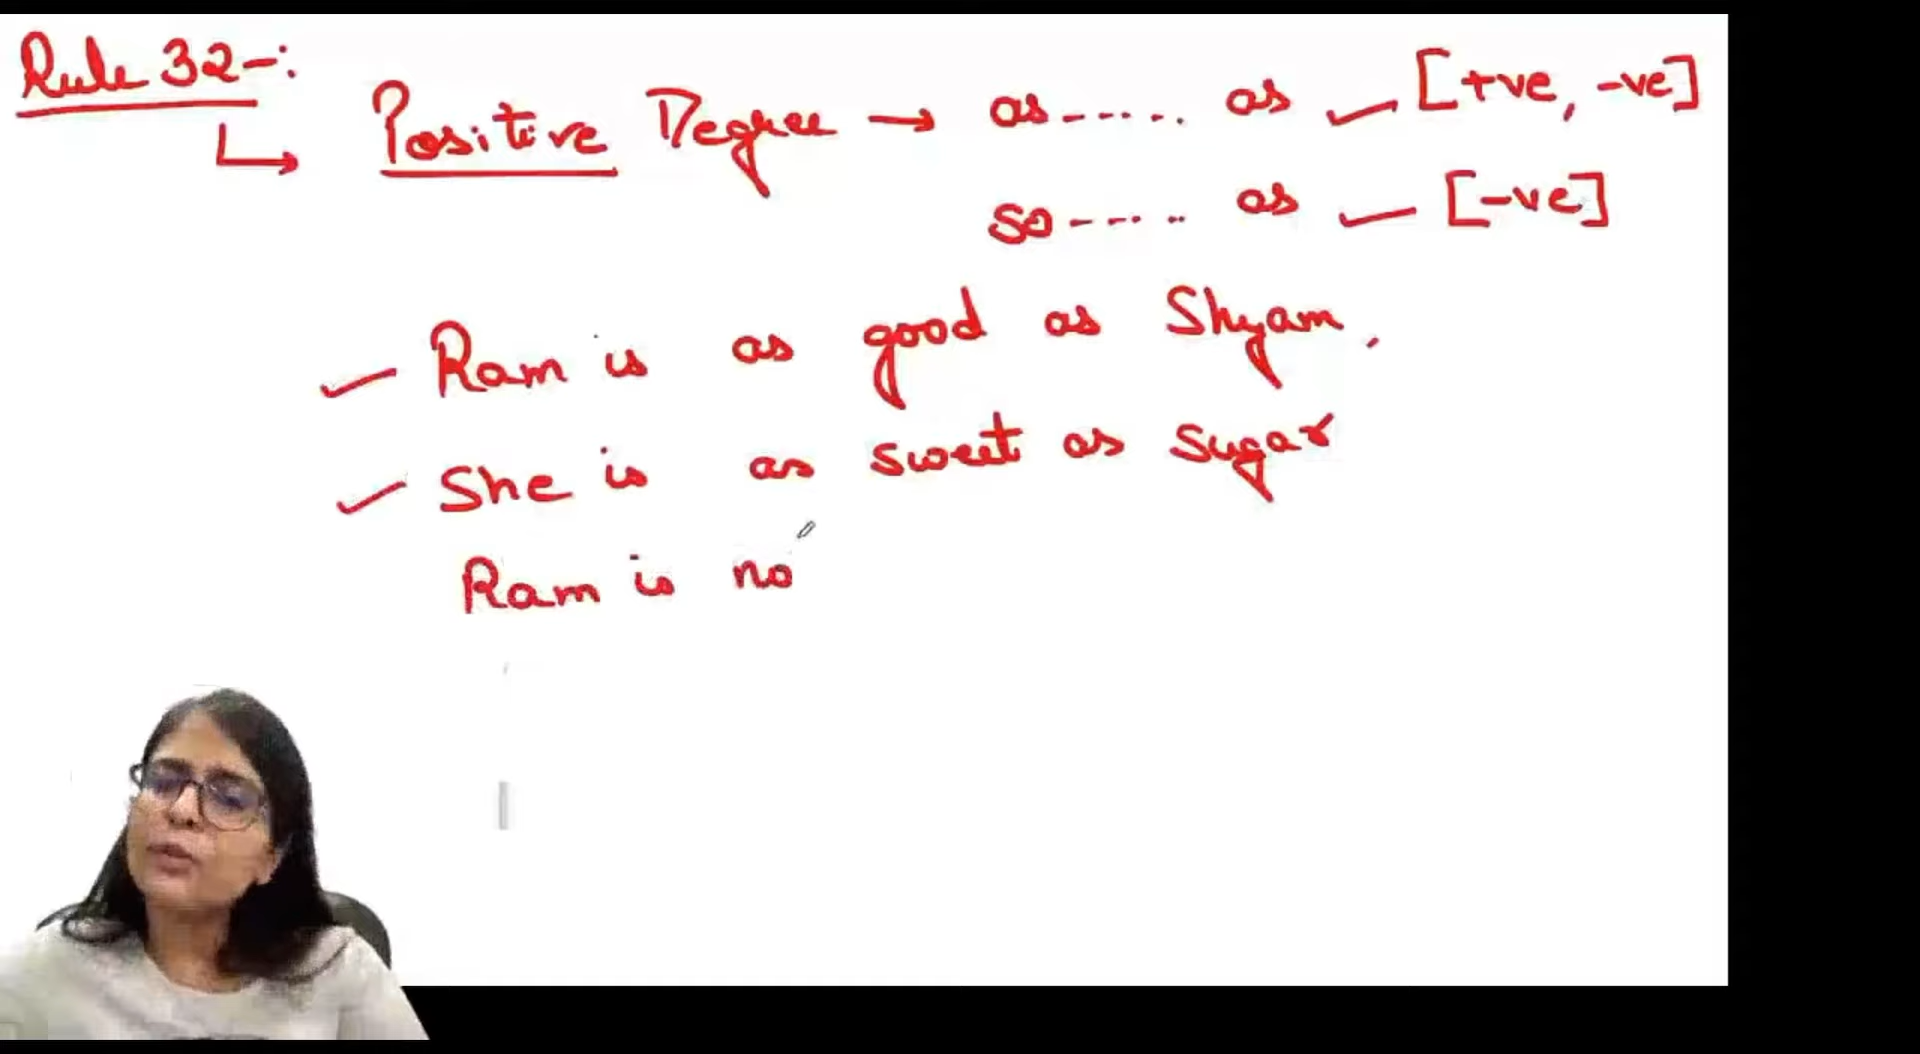 Rule 32-:
Positive Degree → as...... as [+ve, -ve]
so...... as [-ve]
Ram is as good as Shyam.
She is as sweet as sugar
Ram is no